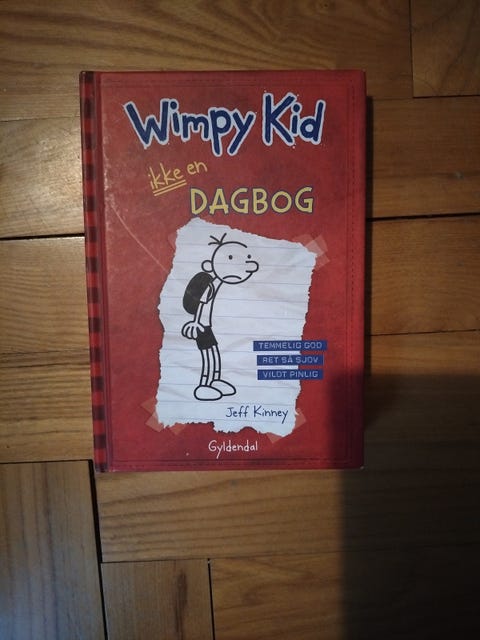 Wimpy Kid
ikke en
DAGBOG
TEMMELIG GOD
RET SÅ SJOV
VILDT PINLIG
Jeff Kinney
Gyldendal